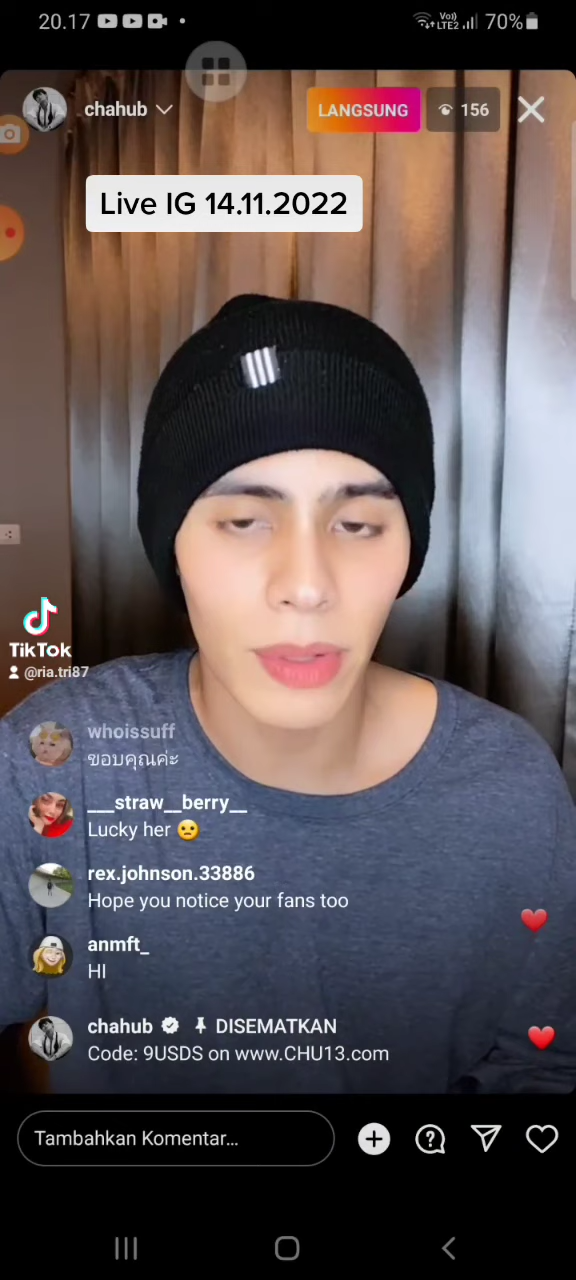 20.17
Vo))
LTE2
70%
chahub
LANGSUNG
156
Live IG 14.11.2022
TikTok
@ria.tri87
whoissuff
ขอบคุณค่ะ
___straw__berry__
Lucky her 😕
rex.johnson.33886
Hope you notice your fans too
anmft_
HI
chahub DISEMATKAN
Code: 9USDS on www.CHU13.com
Tambahkan Komentar...